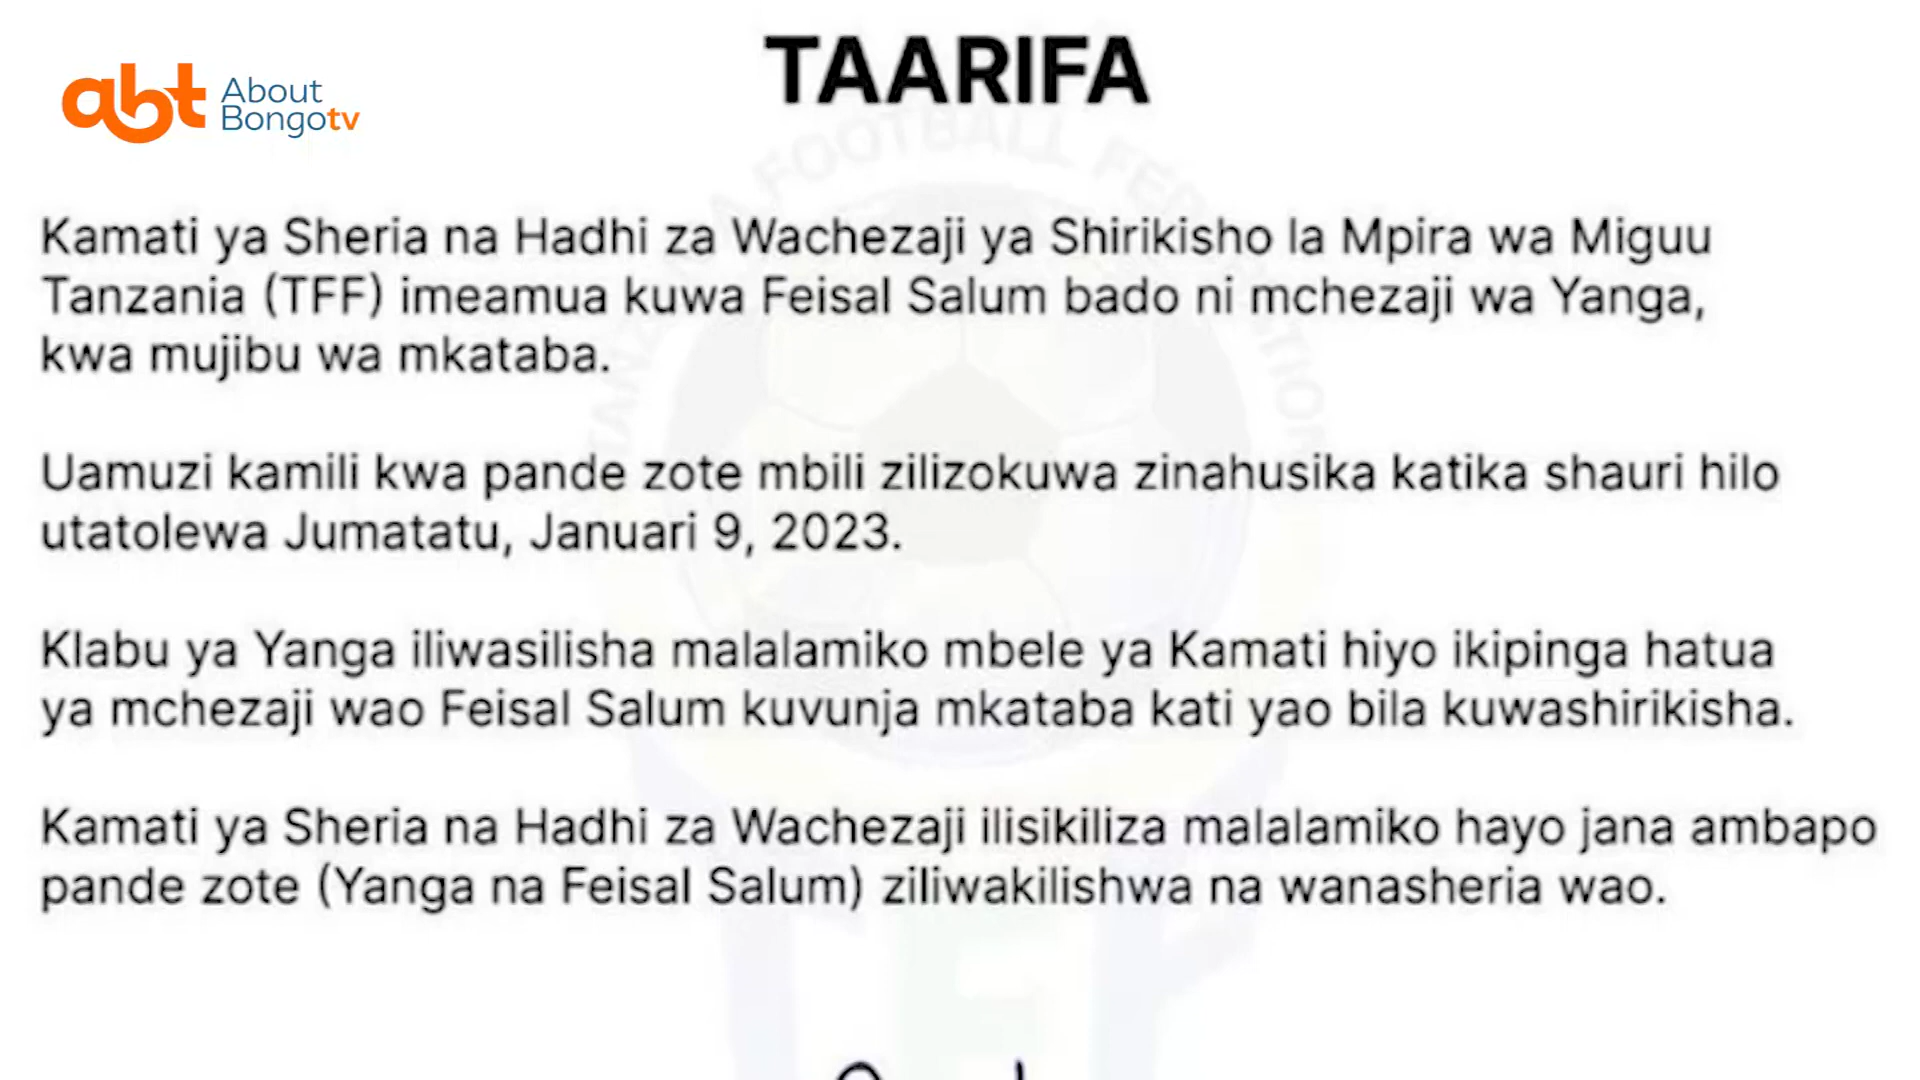 TAARIFA
abt About
Bongotv
TANZANIA FOOTBALL FEDERATION
Kamati ya Sheria na Hadhi za Wachezaji ya Shirikisho la Mpira wa Miguu
Tanzania (TFF) imeamua kuwa Feisal Salum bado ni mchezaji wa Yanga,
kwa mujibu wa mkataba.
Uamuzi kamili kwa pande zote mbili zilizokuwa zinahusika katika shauri hilo
utatolewa Jumatatu, Januari 9, 2023.
Klabu ya Yanga iliwasilisha malalamiko mbele ya Kamati hiyo ikipinga hatua
ya mchezaji wao Feisal Salum kuvunja mkataba kati yao bila kuwashirikisha.
Kamati ya Sheria na Hadhi za Wachezaji ilisikiliza malalamiko hayo jana ambapo
pande zote (Yanga na Feisal Salum) ziliwakilishwa na wanasheria wao.